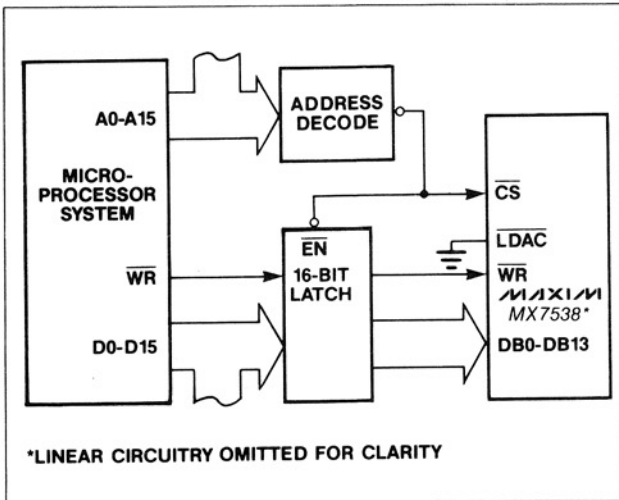 A0-A15
MICRO-
PROCESSOR
SYSTEM
WR
D0-D15
ADDRESS
DECODE
EN
16-BIT
LATCH
CS
LDAC
WR
MAXIM
MX7538*
DB0-DB13
*LINEAR CIRCUITRY OMITTED FOR CLARITY